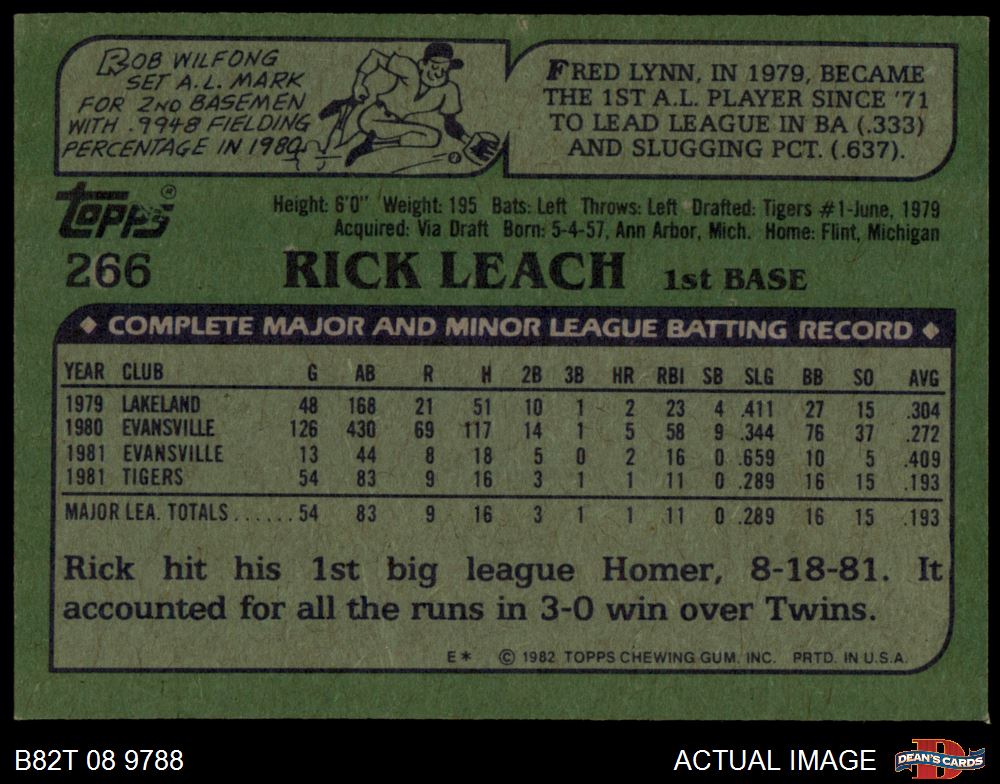 BOB WILFONG
SET A.L. MARK
FOR 2ND BASEMEN
WITH .9948 FIELDING
PERCENTAGE IN 1980
FRED LYNN, IN 1979, BECAME
THE 1ST A.L. PLAYER SINCE '71
TO LEAD LEAGUE IN BA (.333)
AND SLUGGING PCT. (.637).
Topps®
Height: 6'0" Weight: 195 Bats: Left Throws: Left Drafted: Tigers #1-June, 1979
Acquired: Via Draft Born: 5-4-57, Ann Arbor, Mich. Home: Flint, Michigan
266 RICK LEACH 1st BASE
◆ COMPLETE MAJOR AND MINOR LEAGUE BATTING RECORD ◆
YEAR CLUB G AB R H 2B 3B HR RBI SB SLG BB SO AVG
1979 LAKELAND 48 168 21 51 10 1 2 23 4 .411 27 15 .304
1980 EVANSVILLE 126 430 69 117 14 1 5 58 9 .344 76 37 .272
1981 EVANSVILLE 13 44 8 18 5 0 2 16 0 .659 10 5 .409
1981 TIGERS 54 83 9 16 3 1 1 11 0 .289 16 15 .193
MAJOR LEA. TOTALS......54 83 9 16 3 1 1 11 0 .289 16 15 .193
Rick hit his 1st big league Homer, 8-18-81. It
accounted for all the runs in 3-0 win over Twins.
E* © 1982 TOPPS CHEWING GUM, INC. PRTD. IN U.S.A.
B82T 08 9788 ACTUAL IMAGE D DEAN'S CARDS